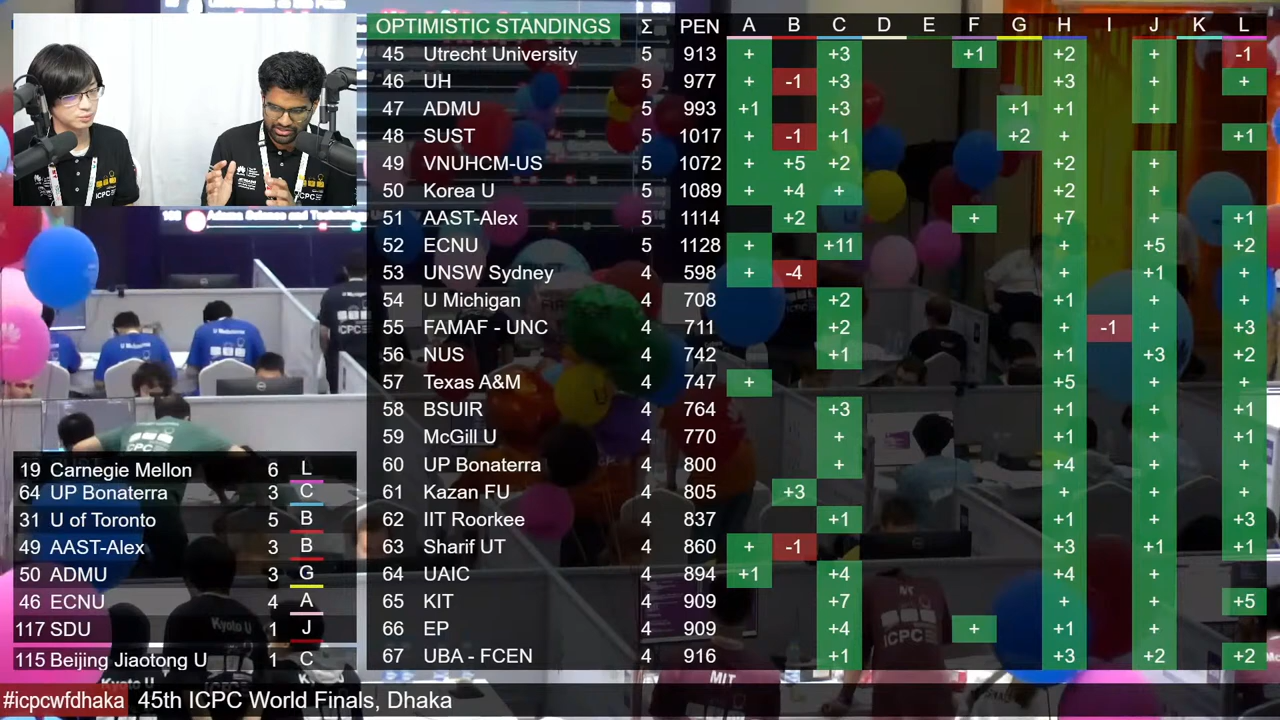 OPTIMISTIC STANDINGS Σ PEN A B C D E F G H I J K L
45 Utrecht University 5 913 + +3 +1 +2 + -1
46 UH 5 977 + -1 +3 +3 + +
47 ADMU 5 993 +1 +3 +1 +1 +
48 SUST 5 1017 + -1 +1 +2 + +1
49 VNUHCM-US 5 1072 + +5 +2 +2 +
50 Korea U 5 1089 + +4 + +2 +
51 AAST-Alex 5 1114 +2 + +7 + +1
52 ECNU 5 1128 + +11 + +5 +2
53 UNSW Sydney 4 598 + -4 + +1 +
54 U Michigan 4 708 +2 +1 + +
55 FAMAF - UNC 4 711 +2 + -1 + +3
56 NUS 4 742 +1 +1 +3 +2
57 Texas A&M 4 747 + +5 + +
58 BSUIR 4 764 +3 +1 + +1
59 McGill U 4 770 + +1 + +1
60 UP Bonaterra 4 800 + +4 + +
61 Kazan FU 4 805 +3 + + +
62 IIT Roorkee 4 837 +1 +1 + +3
63 Sharif UT 4 860 + -1 +3 +1 +1
64 UAIC 4 894 +1 +4 +4 +
65 KIT 4 909 +7 + + +5
66 EP 4 909 +4 + +1 +
67 UBA - FCEN 4 916 +1 +3 +2 +2
19 Carnegie Mellon 6 L
64 UP Bonaterra 3 C
31 U of Toronto 5 B
49 AAST-Alex 3 B
50 ADMU 3 G
46 ECNU 4 A
117 SDU 1 J
115 Beijing Jiaotong U 1 C
Kyoto U
Kyoto U
MIT
#icpcwfdhaka 45th ICPC World Finals, Dhaka